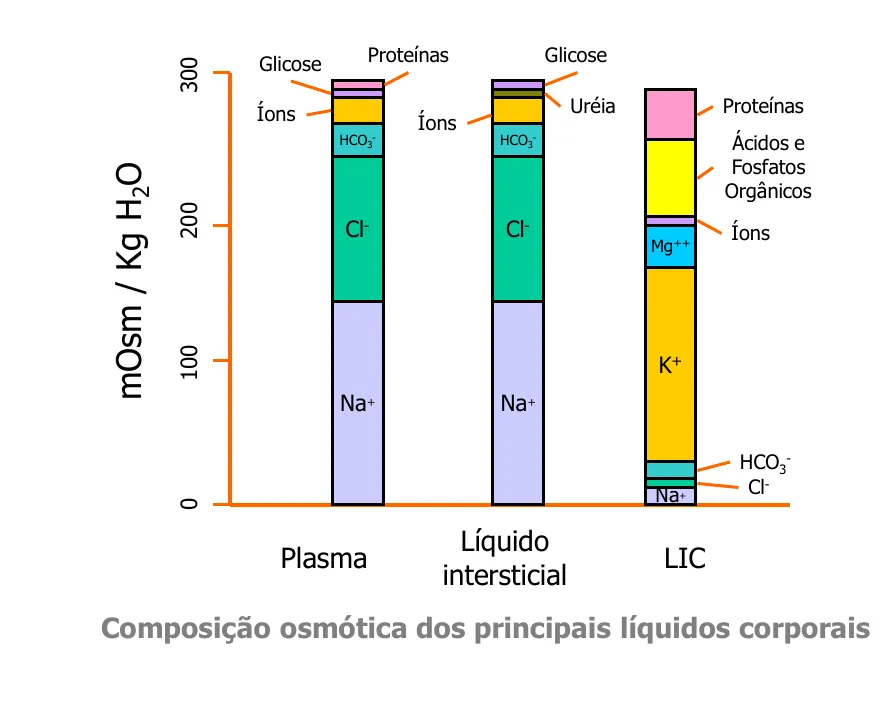 mOsm / Kg H₂O
300
200
100
0
Glicose
Proteínas
Íons
HCO₃⁻
Cl⁻
Na⁺
Glicose
Uréia
Íons
HCO₃⁻
Cl⁻
Na⁺
Proteínas
Ácidos e
Fosfatos
Orgânicos
Íons
Mg⁺⁺
K⁺
HCO₃⁻
Cl⁻
Na⁺
Plasma
Líquido
intersticial
LIC
Composição osmótica dos principais líquidos corporais